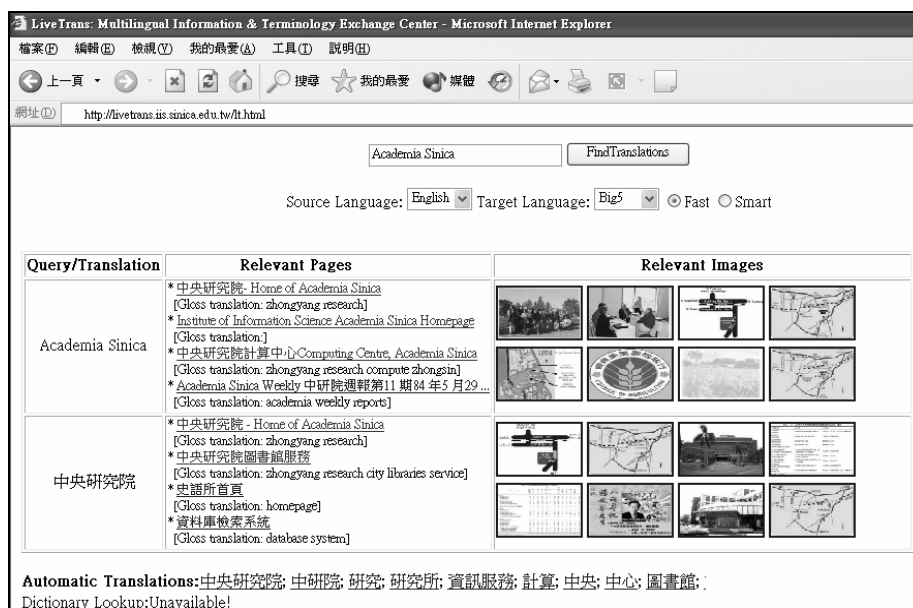 LiveTrans: Multilingual Information & Terminology Exchange Center - Microsoft Internet Explorer
檔案(F) 編輯(E) 檢視(V) 我的最愛(A) 工具(T) 說明(H)
上一頁 搜尋 我的最愛 媒體
網址(D) http://livetrans.iis.sinica.edu.tw/lt.html
Academia Sinica FindTranslations
Source Language: English Target Language: Big5 Fast Smart
Query/Translation Relevant Pages Relevant Images
Academia Sinica
* 中央研究院- Home of Academia Sinica
[Gloss translation: zhongyang research]
* Institute of Information Science Academia Sinica Homepage
[Gloss translation:]
* 中央研究院計算中心Computing Centre, Academia Sinica
[Gloss translation: zhongyang research compute zhongsin]
* Academia Sinica Weekly 中研院週報第11 期84 年5 月29 ...
[Gloss translation: academia weekly reports]
中央研究院
* 中央研究院 - Home of Academia Sinica
[Gloss translation: zhongyang research]
* 中央研究院圖書館服務
[Gloss translation: zhongyang research city libraries service]
* 史語所首頁
[Gloss translation: homepage]
* 資料庫檢索系統
[Gloss translation: database system]
Automatic Translations:中央研究院; 中研院; 研究; 研究所; 資訊服務; 計算; 中央; 中心; 圖書館;
Dictionary Lookup:Unavailable!